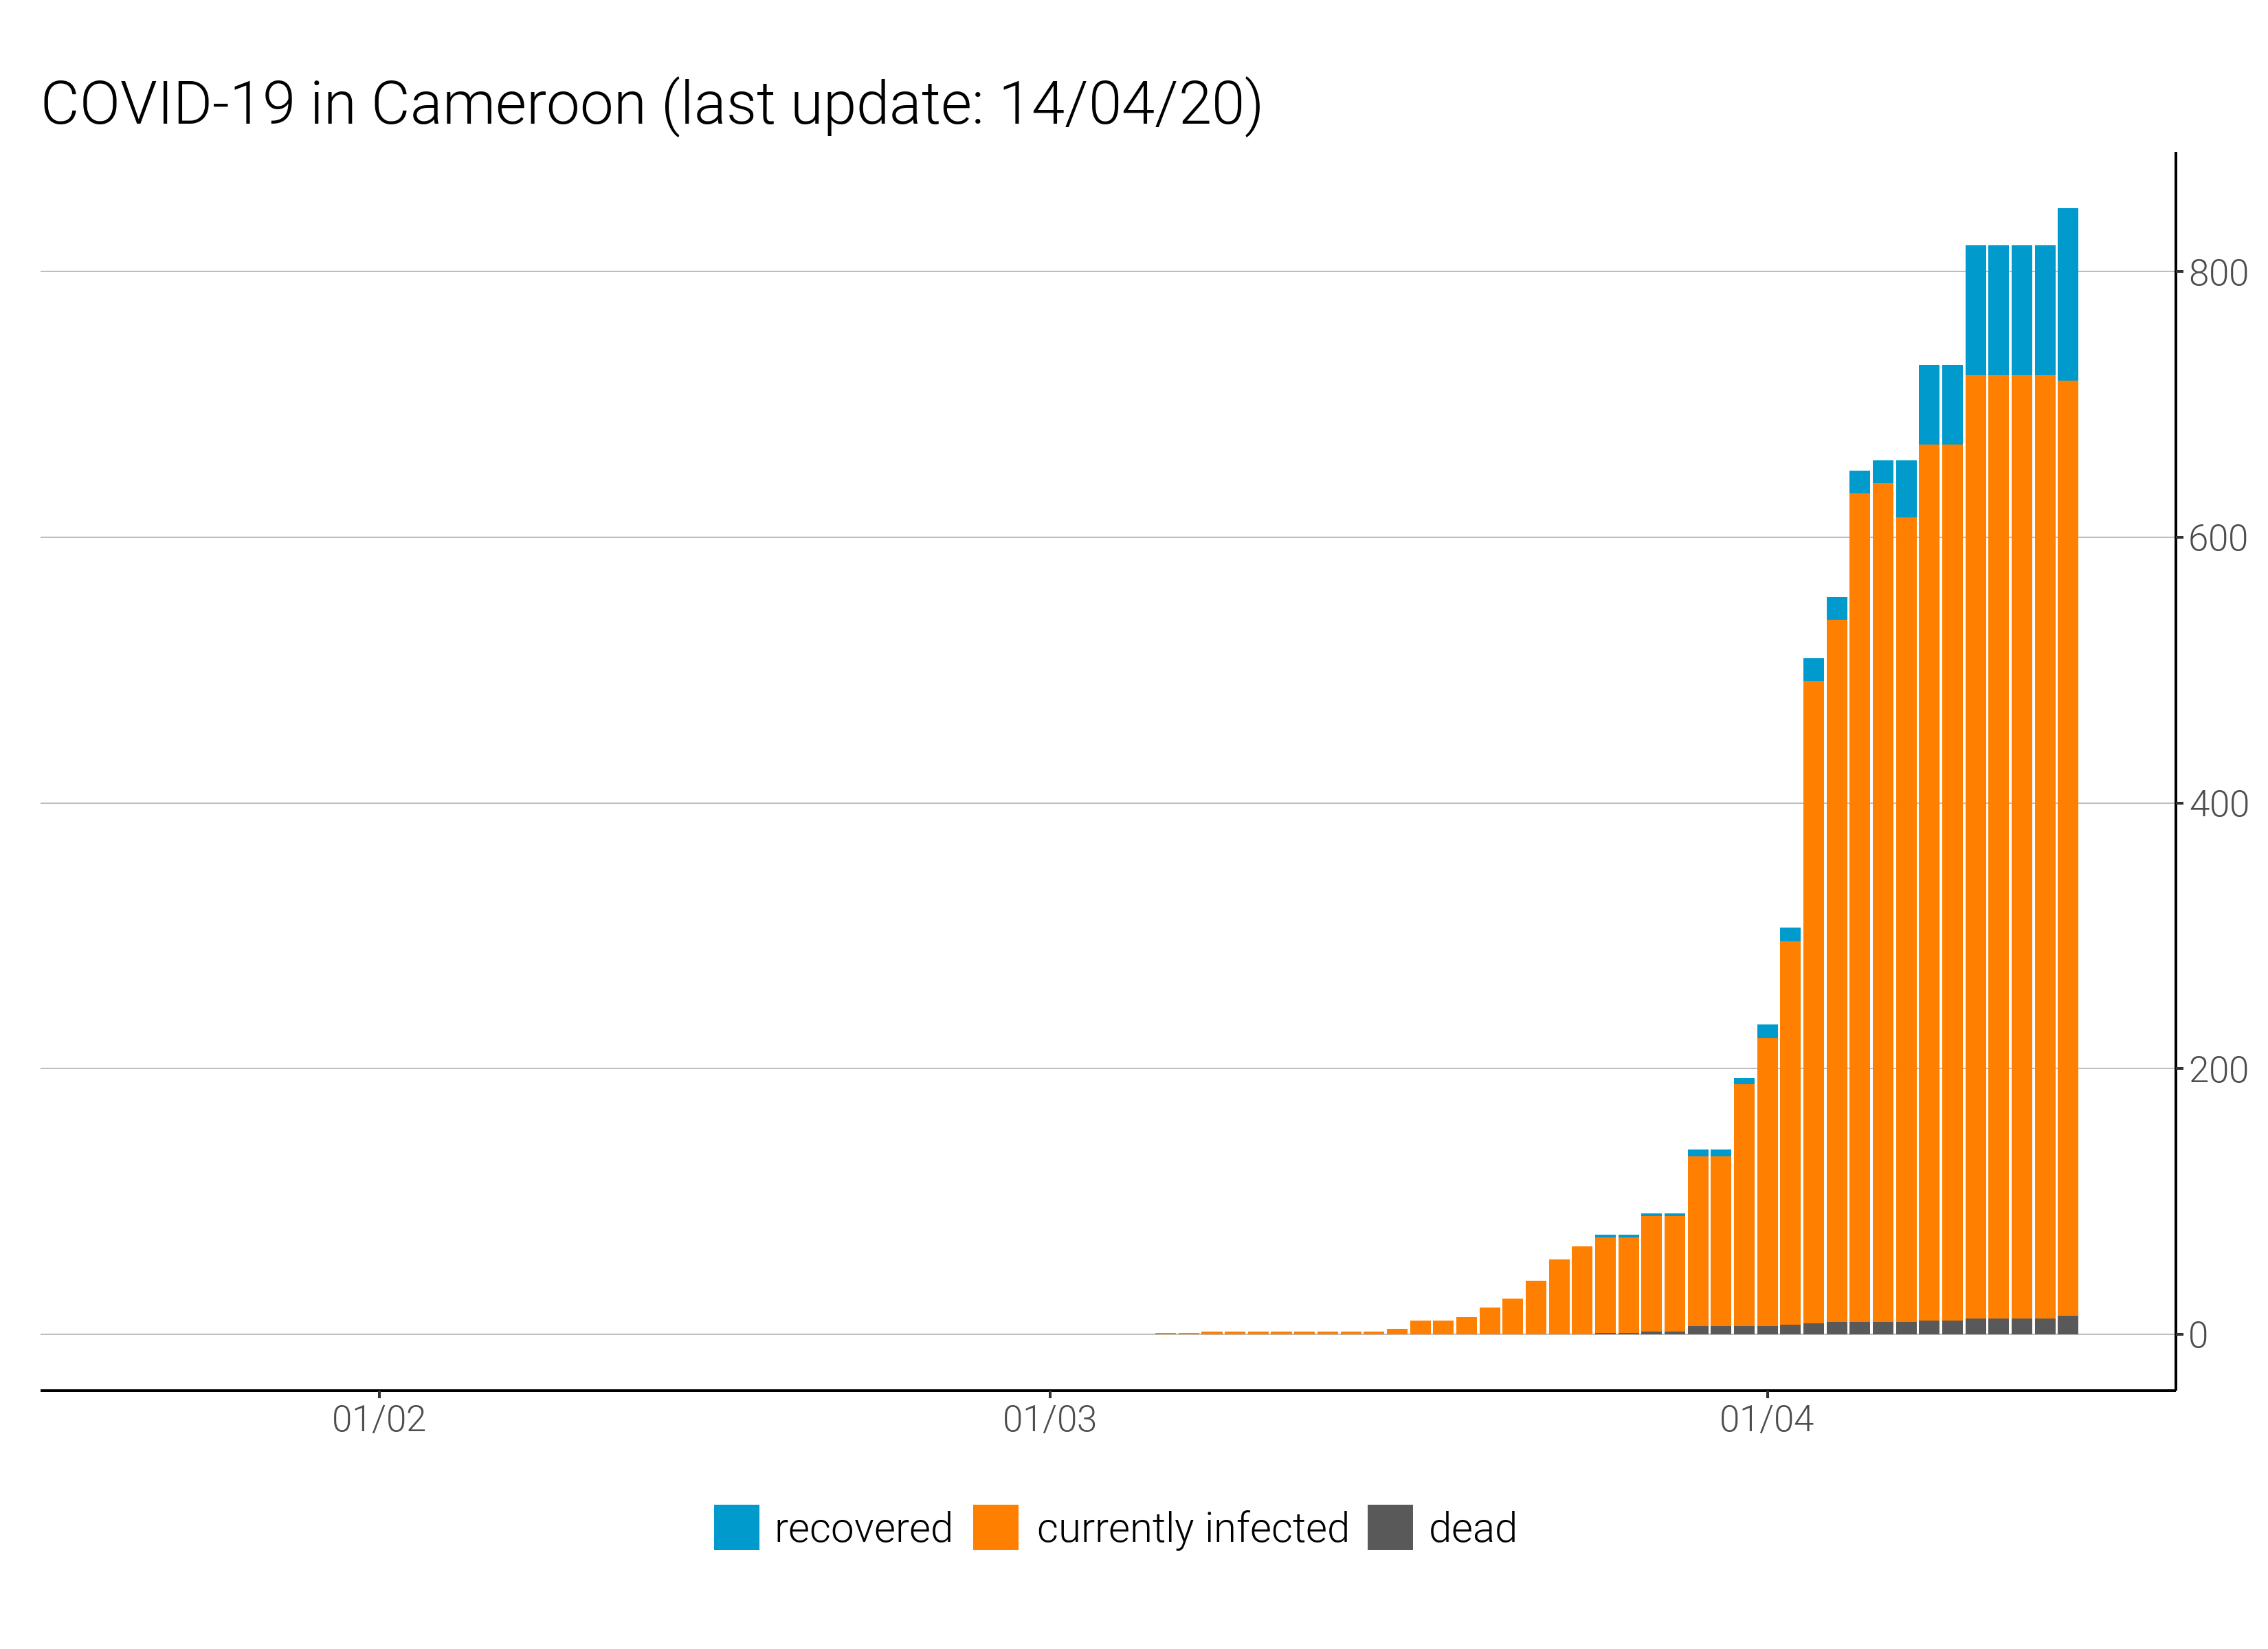 COVID-19 in Cameroon (last update: 14/04/20)
800
600
400
200
0
01/02 01/03 01/04
recovered currently infected dead